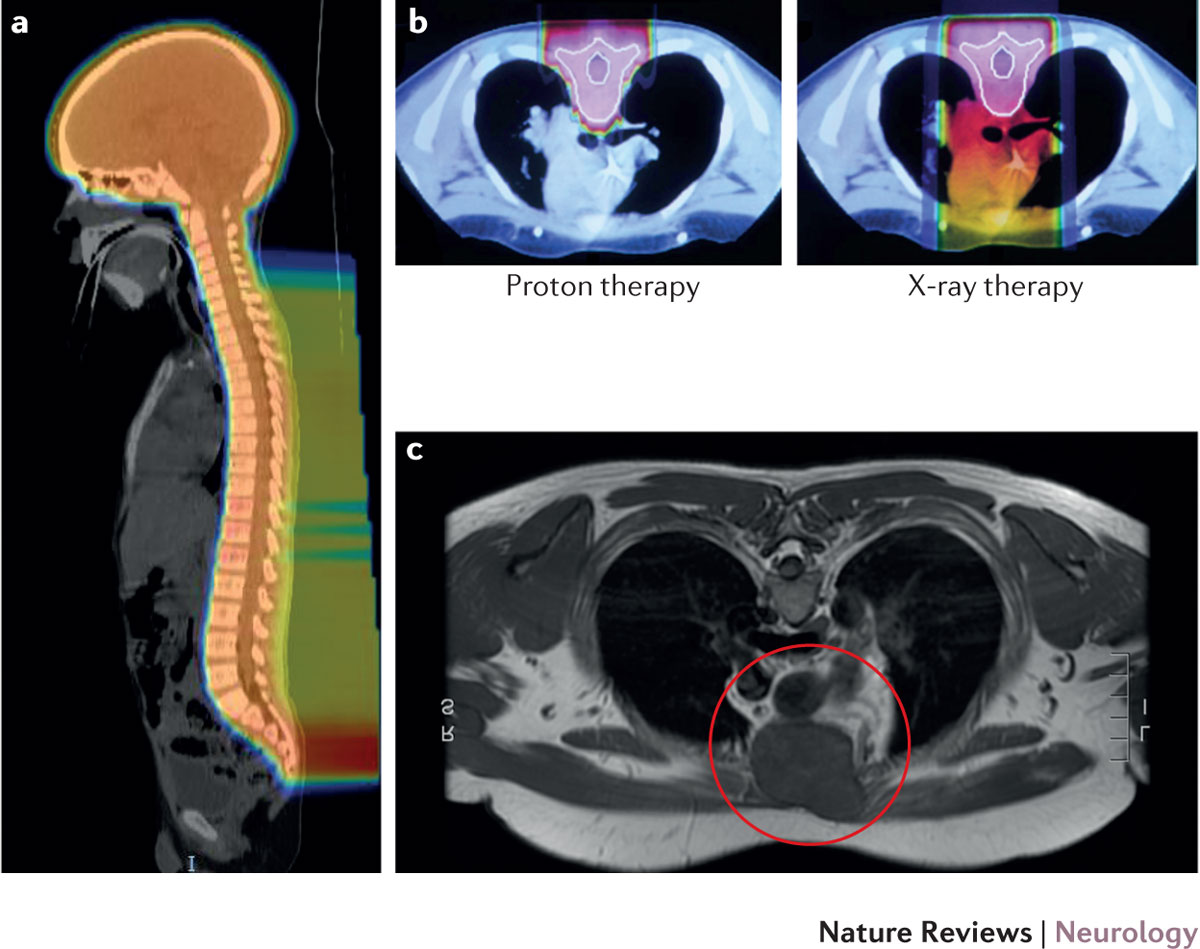 a
b
Proton therapy
X-ray therapy
c
S
R
I
L
I
Nature Reviews | Neurology